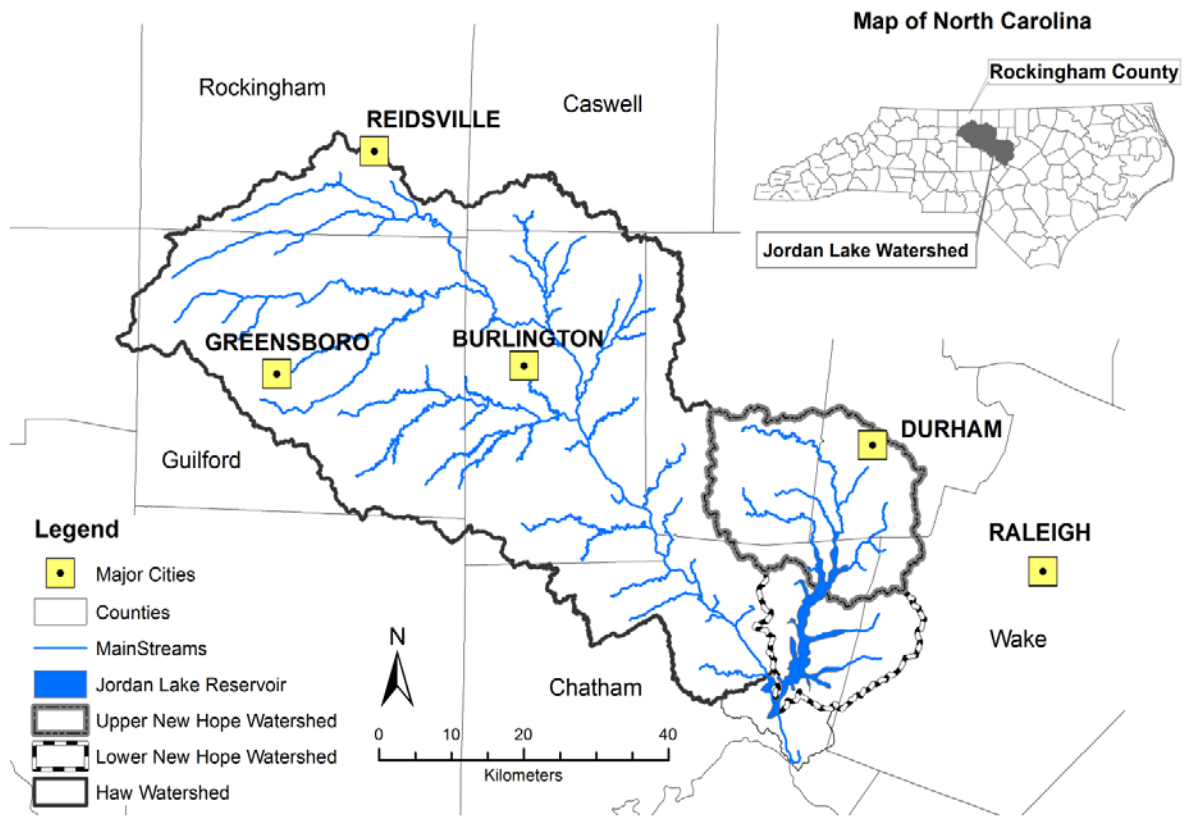 Map of North Carolina
Rockingham County
Jordan Lake Watershed
Rockingham
Caswell
REIDSVILLE
GREENSBORO
BURLINGTON
DURHAM
Guilford
RALEIGH
Wake
Chatham
Legend
Major Cities
Counties
MainStreams
Jordan Lake Reservoir
Upper New Hope Watershed
Lower New Hope Watershed
Haw Watershed
N
0 10 20 40
Kilometers